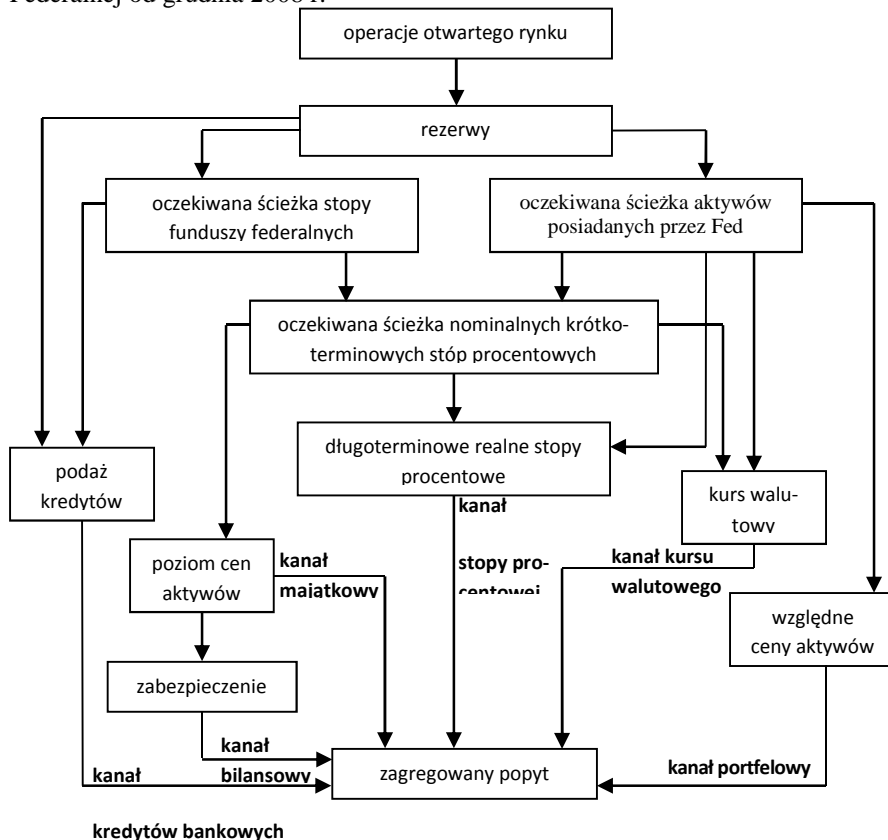 Federalnej od grudnia 2008 r.
operacje otwartego rynku
rezerwy
oczekiwana ścieżka stopy
funduszy federalnych
oczekiwana ścieżka aktywów
posiadanych przez Fed
oczekiwana ścieżka nominalnych krótko-
terminowych stóp procentowych
długoterminowe realne stopy
procentowe
podaż
kredytów
kurs walu-
towy
kanał
stopy pro-
centowej
poziom cen
aktywów
kanał
majątkowy
kanał kursu
walutowego
względne
ceny aktywów
zabezpieczenie
kanał
bilansowy
zagregowany popyt
kanał portfelowy
kanał
kredytów bankowych